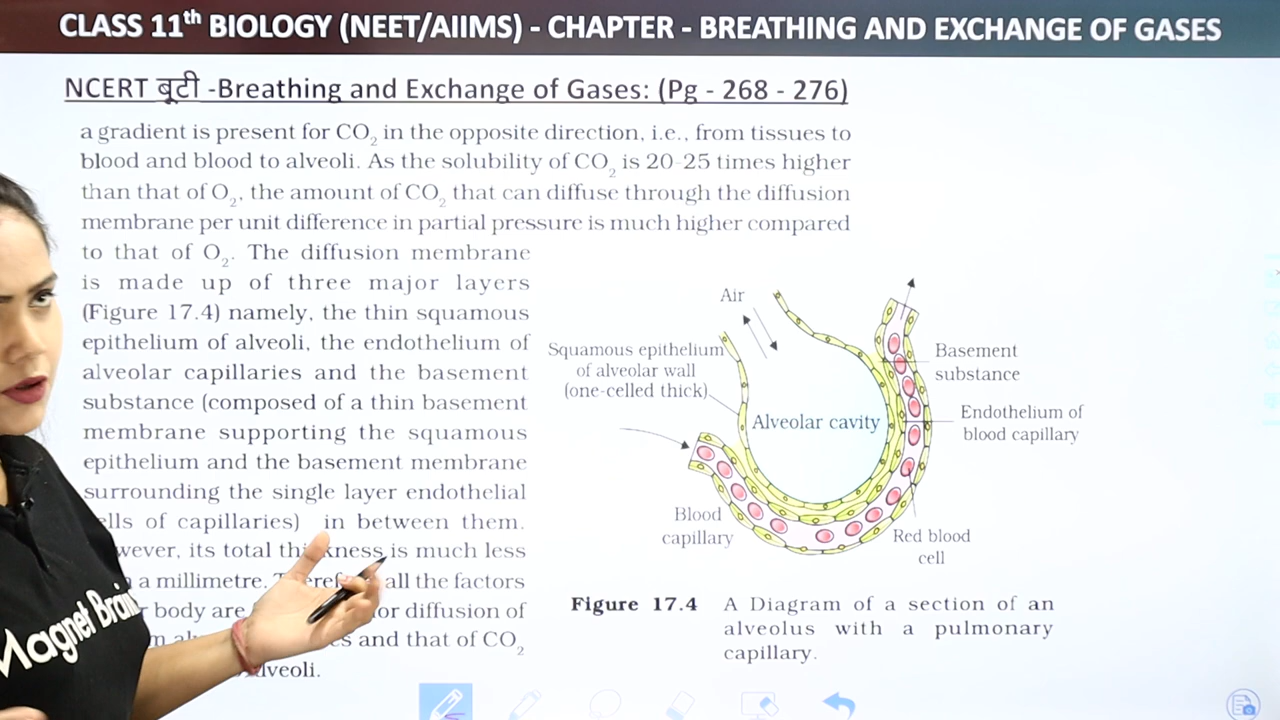 CLASS 11th BIOLOGY (NEET/AIIMS) - CHAPTER - BREATHING AND EXCHANGE OF GASES
NCERT बूटी -Breathing and Exchange of Gases: (Pg - 268 - 276)
a gradient is present for CO2 in the opposite direction, i.e., from tissues to
blood and blood to alveoli. As the solubility of CO2 is 20-25 times higher
than that of O2, the amount of CO2 that can diffuse through the diffusion
membrane per unit difference in partial pressure is much higher compared
to that of O2. The diffusion membrane
is made up of three major layers
(Figure 17.4) namely, the thin squamous
epithelium of alveoli, the endothelium of
alveolar capillaries and the basement
substance (composed of a thin basement
membrane supporting the squamous
epithelium and the basement membrane
surrounding the single layer endothelial
of capillaries) in between them.
its total thickness is much less
a millimetre. all the factors
body are diffusion of
and that of CO2
alveoli.
Air
Squamous epithelium
of alveolar wall
(one-celled thick)
Alveolar cavity
Basement
substance
Endothelium of
blood capillary
Blood
capillary
Red blood
cell
Figure 17.4 A Diagram of a section of an
alveolus with a pulmonary
capillary.
Magnet Brains